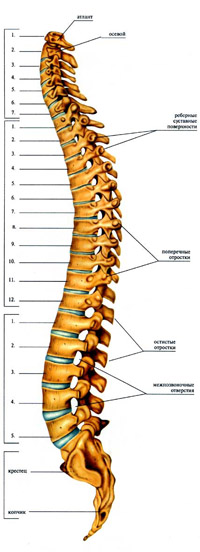 атлант
осевой
1.
2.
3.
4.
5.
6.
7.
1.
2.
3.
4.
5.
6.
7.
8.
9.
10.
11.
12.
реберные
суставные
поверхности
поперечные
отростки
1.
2.
3.
4.
5.
остистые
отростки
межпозвоночные
отверстия
крестец
копчик